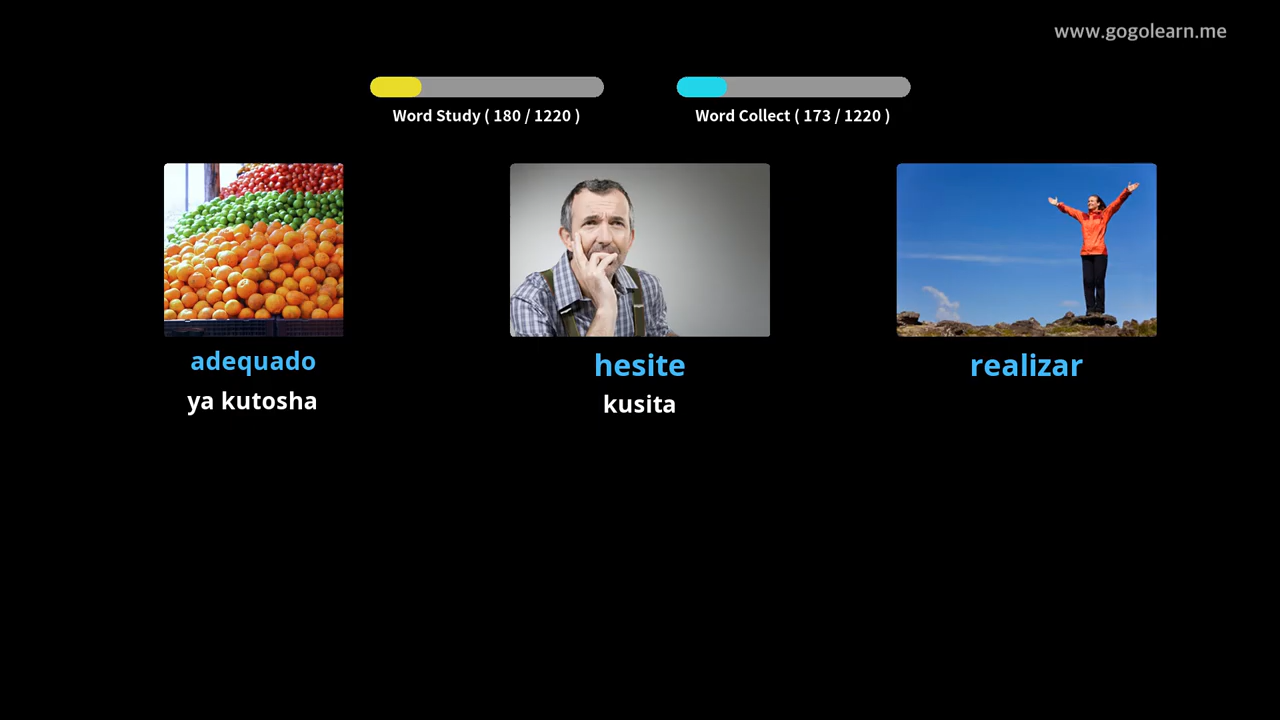 www.gogolearn.me
Word Study ( 180 / 1220 )
Word Collect ( 173 / 1220 )
adequado
ya kutosha
hesite
kusita
realizar